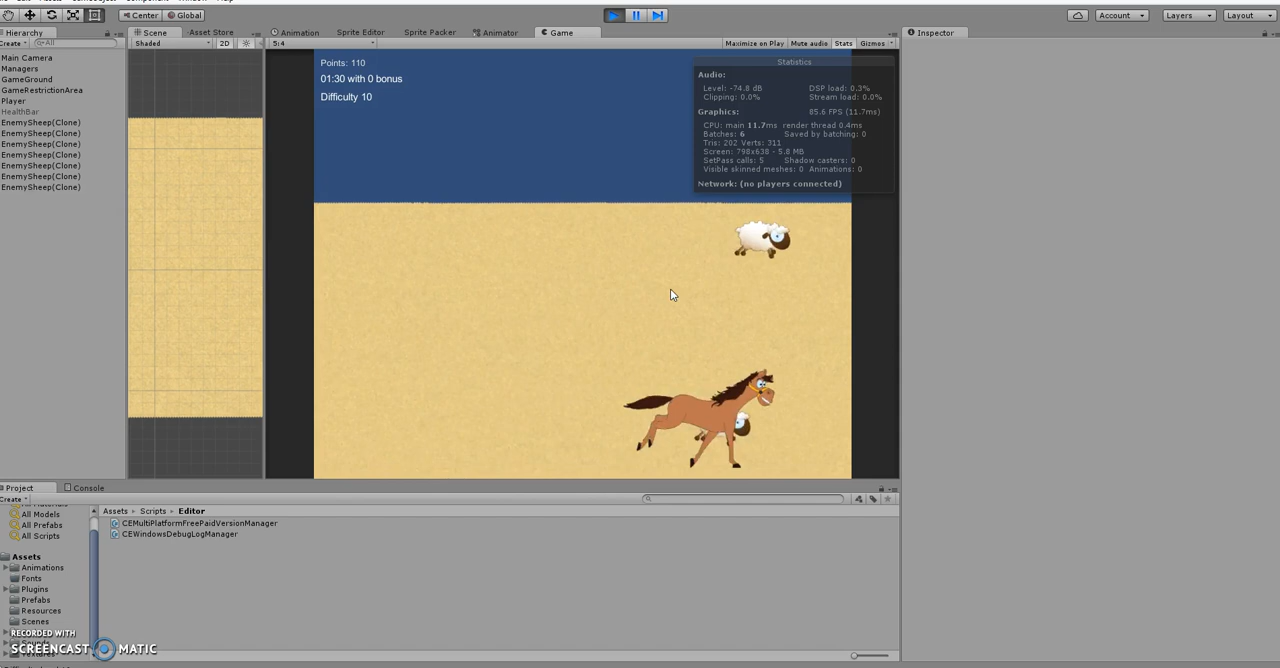 Center Global
Account Layers Layout
Hierarchy
Create All
Main Camera
Managers
GameGround
GameRestrictionArea
Player
HealthBar
EnemySheep(Clone)
EnemySheep(Clone)
EnemySheep(Clone)
EnemySheep(Clone)
EnemySheep(Clone)
EnemySheep(Clone)
EnemySheep(Clone)
Scene Asset Store
Shaded 2D
Animation Sprite Editor Sprite Packer Animator Game
5:4 Maximize on Play Mute audio Stats Gizmos
Points: 110
01:30 with 0 bonus
Difficulty 10
Statistics
Audio:
Level: -74.8 dB DSP load: 0.3%
Clipping: 0.0% Stream load: 0.0%
Graphics: 85.6 FPS (11.7ms)
CPU: main 11.7ms render thread 0.4ms
Batches: 6 Saved by batching: 0
Tris: 202 Verts: 311
Screen: 798x638 - 5.8 MB
SetPass calls: 5 Shadow casters: 0
Visible skinned meshes: 0 Animations: 0
Network: (no players connected)
Inspector
Project Console
Create
All Models
All Prefabs
All Scripts
Assets
Animations
Fonts
Plugins
Prefabs
Resources
Scenes
Assets Scripts Editor
CEMultiPlatformFreePaidVersionManager
CEWindowsDebugLogManager
RECORDED WITH
SCREENCAST MATIC